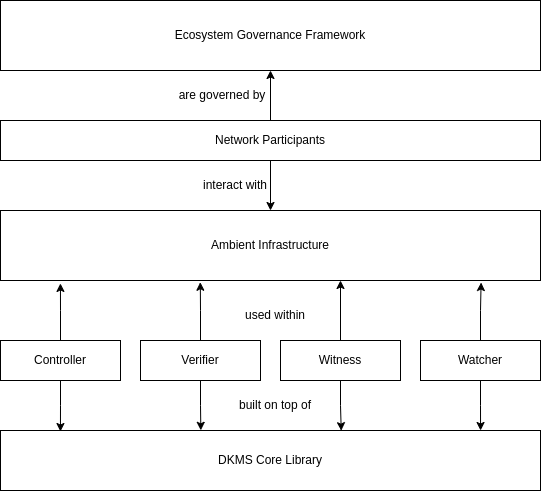 Ecosystem Governance Framework
are governed by
Network Participants
interact with
Ambient Infrastructure
used within
Controller
Verifier
Witness
Watcher
built on top of
DKMS Core Library